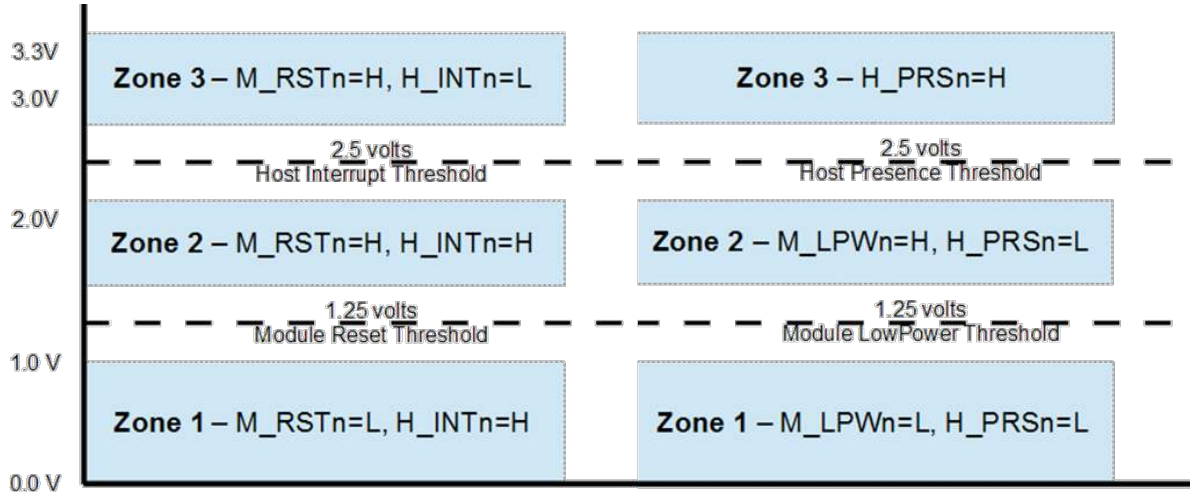 3.3V
3.0V
2.0V
1.0 V
0.0 V
Zone 3 – M_RSTn=H, H_INTn=L
2.5 volts
Host Interrupt Threshold
Zone 2 – M_RSTn=H, H_INTn=H
1.25 volts
Module Reset Threshold
Zone 1 – M_RSTn=L, H_INTn=H
Zone 3 – H_PRSn=H
2.5 volts
Host Presence Threshold
Zone 2 – M_LPWn=H, H_PRSn=L
1.25 volts
Module LowPower Threshold
Zone 1 – M_LPWn=L, H_PRSn=L